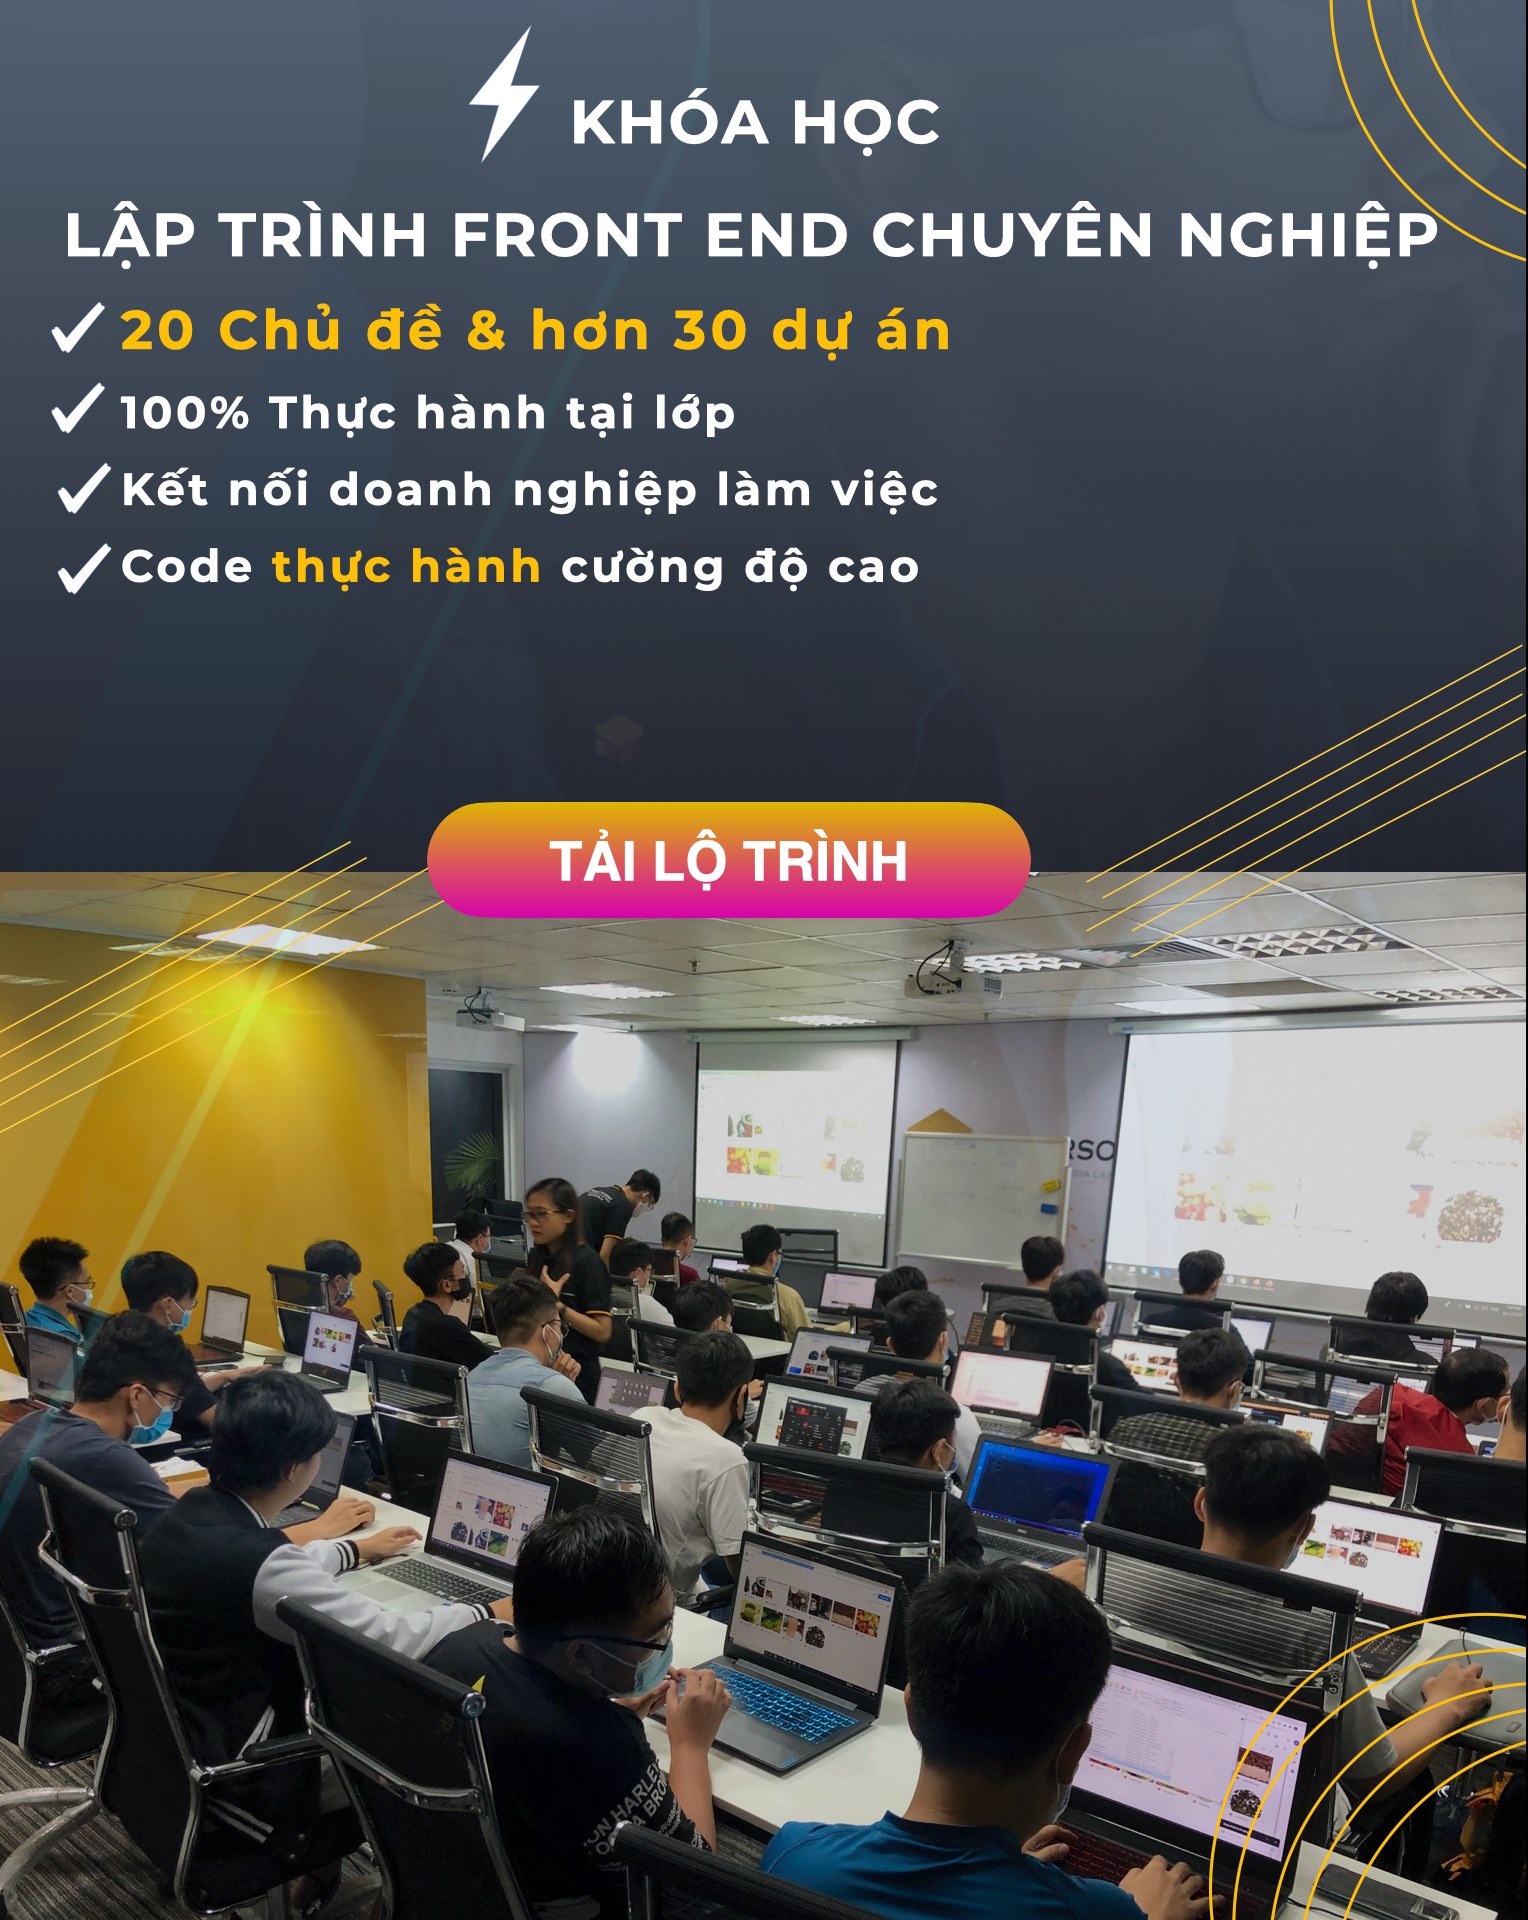 KHÓA HỌC
LẬP TRÌNH FRONT END CHUYÊN NGHIỆP
20 Chủ đề & hơn 30 dự án
100% Thực hành tại lớp
Kết nối doanh nghiệp làm việc
Code thực hành cường độ cao
TẢI LỘ TRÌNH